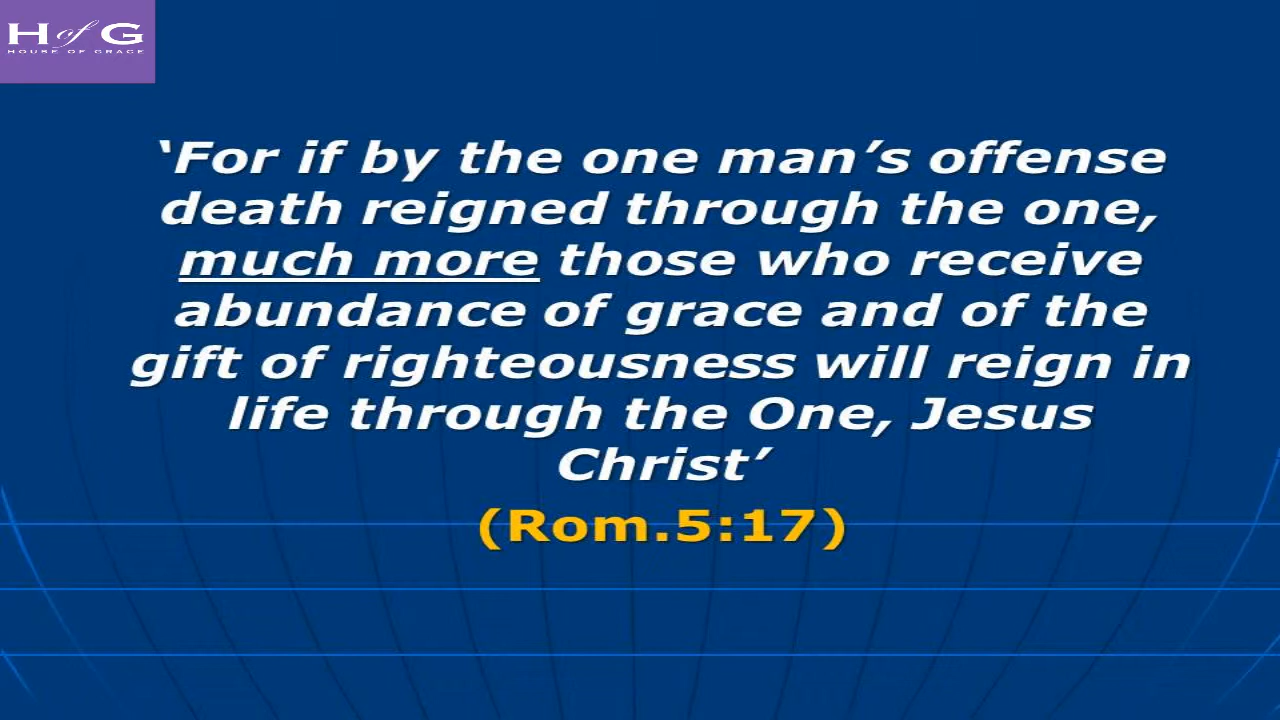 H of G
HOUSE OF GRACE
‘For if by the one man’s offense
death reigned through the one,
much more those who receive
abundance of grace and of the
gift of righteousness will reign in
life through the One, Jesus
Christ’
(Rom.5:17)